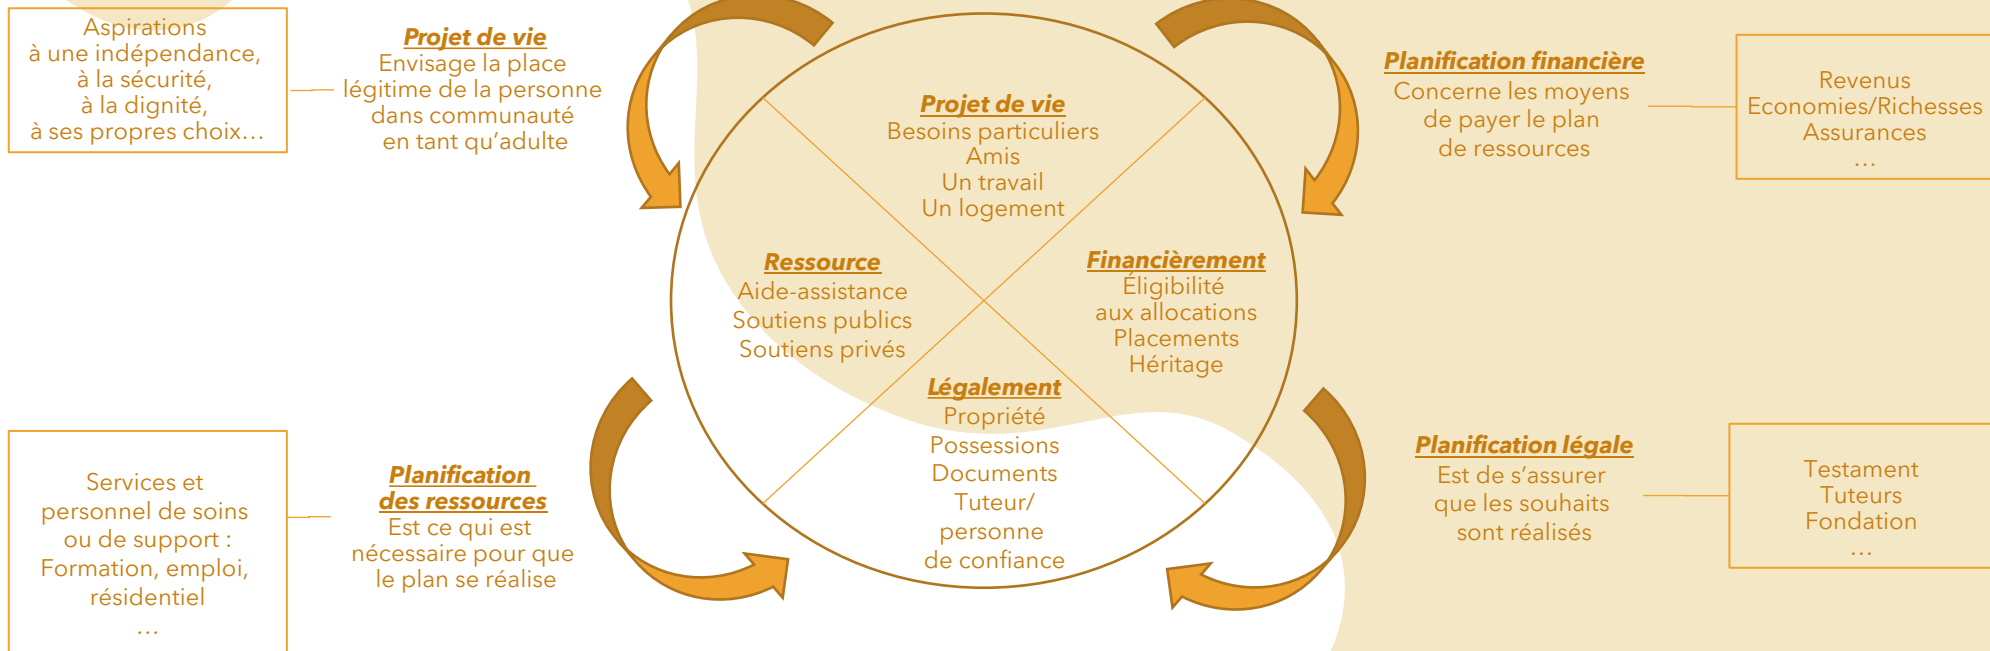 Aspirations
à une indépendance,
à la sécurité,
à la dignité,
à ses propres choix…
Projet de vie
Envisage la place
légitime de la personne
dans communauté
en tant qu’adulte
Projet de vie
Besoins particuliers
Amis
Un travail
Un logement
Planification financière
Concerne les moyens
de payer le plan
de ressources
Revenus
Economies/Richesses
Assurances
…
Ressource
Aide-assistance
Soutiens publics
Soutiens privés
Financièrement
Éligibilité
aux allocations
Placements
Héritage
Légalement
Propriété
Possessions
Documents
Tuteur/
personne
de confiance
Services et
personnel de soins
ou de support :
Formation, emploi,
résidentiel
…
Planification
des ressources
Est ce qui est
nécessaire pour que
le plan se réalise
Planification légale
Est de s’assurer
que les souhaits
sont réalisés
Testament
Tuteurs
Fondation
…